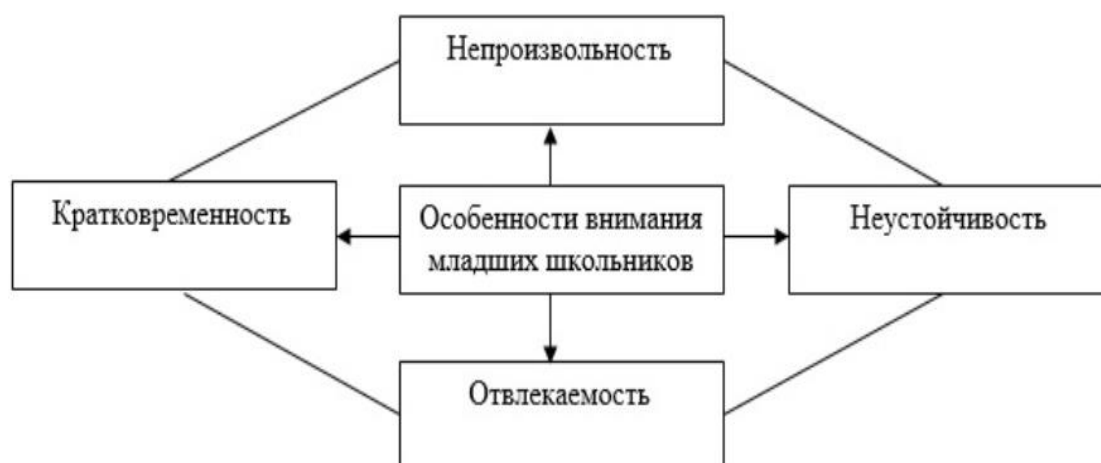 Непроизвольность
Кратковременность
Особенности внимания
младших школьников
Неустойчивость
Отвлекаемость